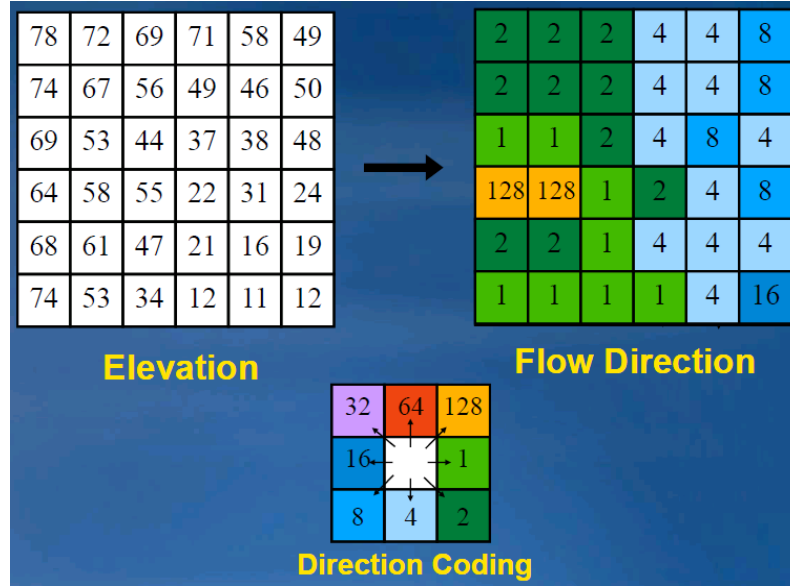 78 72 69 71 58 49
74 67 56 49 46 50
69 53 44 37 38 48
64 58 55 22 31 24
68 61 47 21 16 19
74 53 34 12 11 12
Elevation
2 2 2 4 4 8
2 2 2 4 4 8
1 1 2 4 8 4
128 128 1 2 4 8
2 2 1 4 4 4
1 1 1 1 4 16
Flow Direction
32 64 128
16 1
8 4 2
Direction Coding